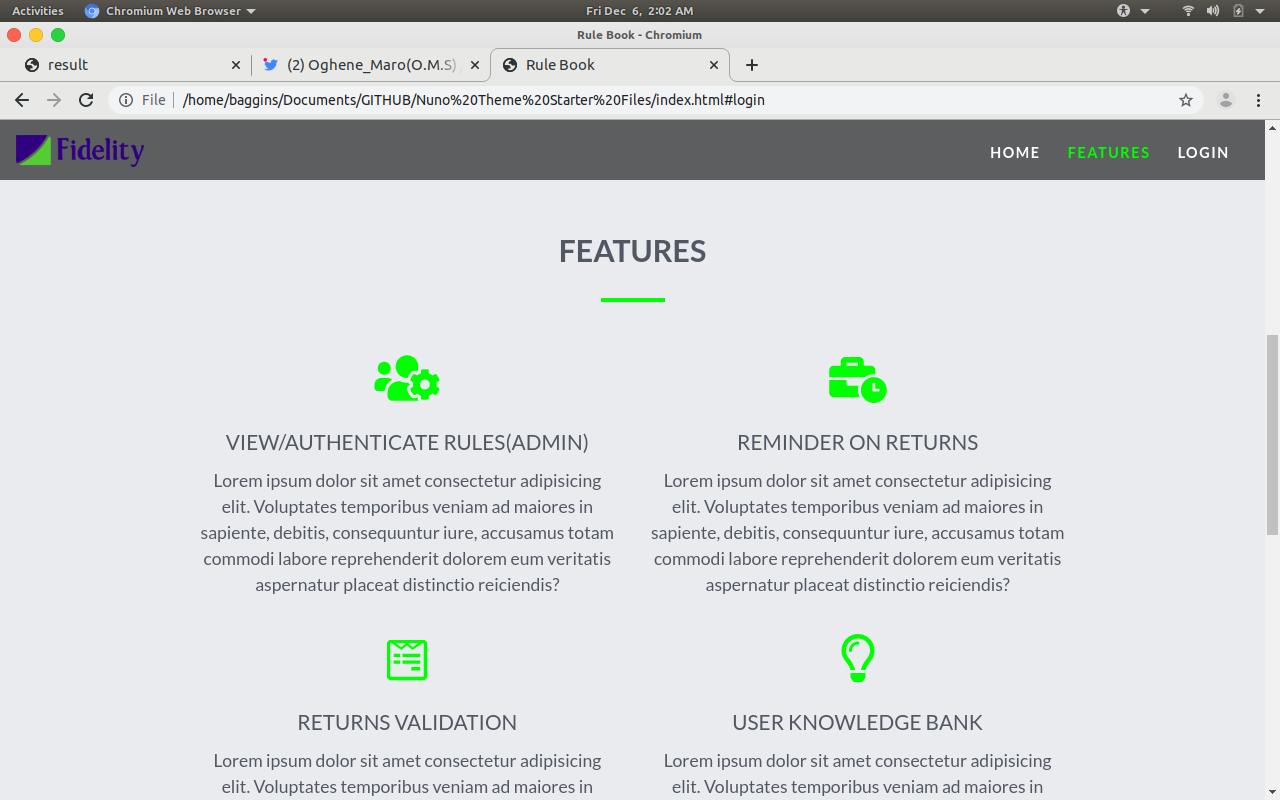 Activities Chromium Web Browser Fri Dec 6, 2:02 AM
Rule Book - Chromium
result (2) Oghene_Maro(O.M.S) Rule Book
File /home/baggins/Documents/GITHUB/Nuno%20Theme%20Starter%20Files/index.html#login
Fidelity HOME FEATURES LOGIN
FEATURES
VIEW/AUTHENTICATE RULES(ADMIN)
Lorem ipsum dolor sit amet consectetur adipisicing
elit. Voluptates temporibus veniam ad maiores in
sapiente, debitis, consequuntur iure, accusamus totam
commodi labore reprehenderit dolorem eum veritatis
aspernatur placeat distinctio reiciendis?
REMINDER ON RETURNS
Lorem ipsum dolor sit amet consectetur adipisicing
elit. Voluptates temporibus veniam ad maiores in
sapiente, debitis, consequuntur iure, accusamus totam
commodi labore reprehenderit dolorem eum veritatis
aspernatur placeat distinctio reiciendis?
RETURNS VALIDATION
Lorem ipsum dolor sit amet consectetur adipisicing
elit. Voluptates temporibus veniam ad maiores in
USER KNOWLEDGE BANK
Lorem ipsum dolor sit amet consectetur adipisicing
elit. Voluptates temporibus veniam ad maiores in